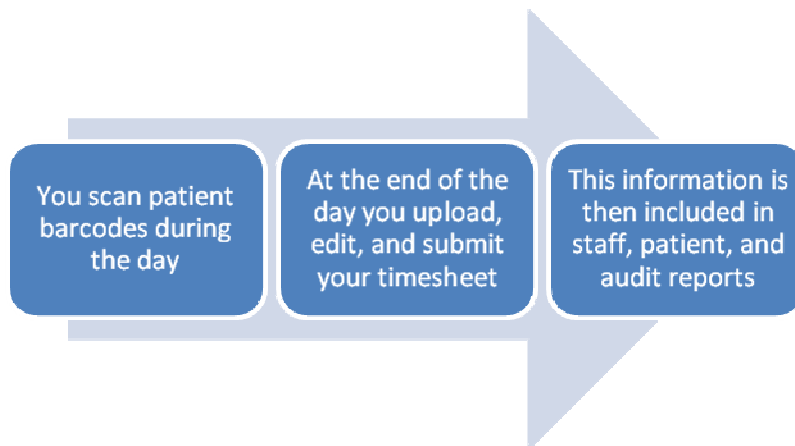 You scan patient
barcodes during
the day
At the end of the
day you upload,
edit, and submit
your timesheet
This information is
then included in
staff, patient, and
audit reports